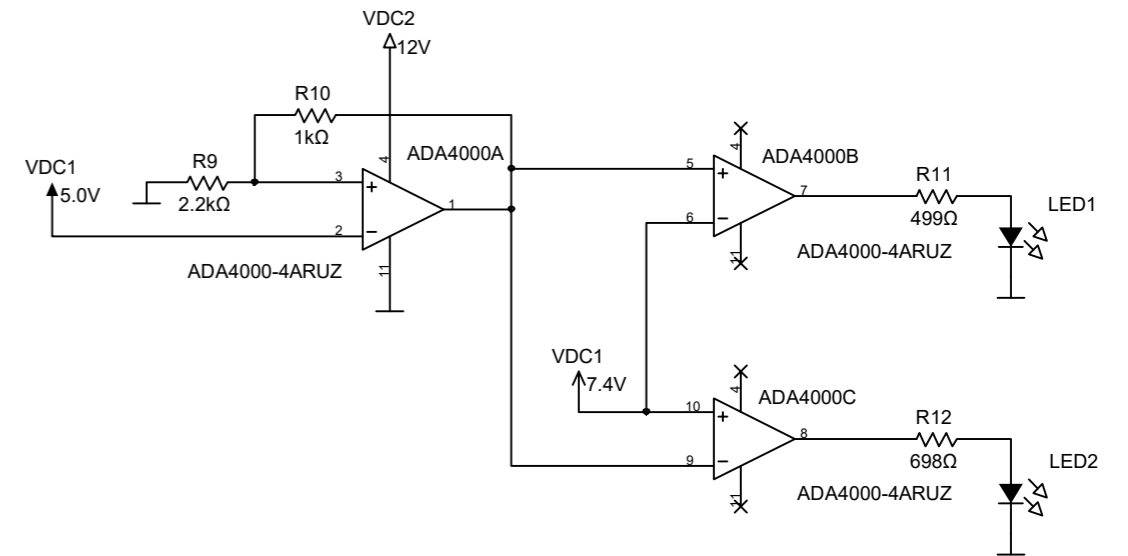 VDC2
12V
R10
1kΩ
ADA4000A
4
VDC1
5.0V
R9
2.2kΩ
3
+
2
−
1
11
ADA4000-4ARUZ
4
ADA4000B
5
+
6
−
7
11
R11
499Ω
LED1
ADA4000-4ARUZ
VDC1
7.4V
4
ADA4000C
10
+
9
−
8
11
R12
698Ω
LED2
ADA4000-4ARUZ